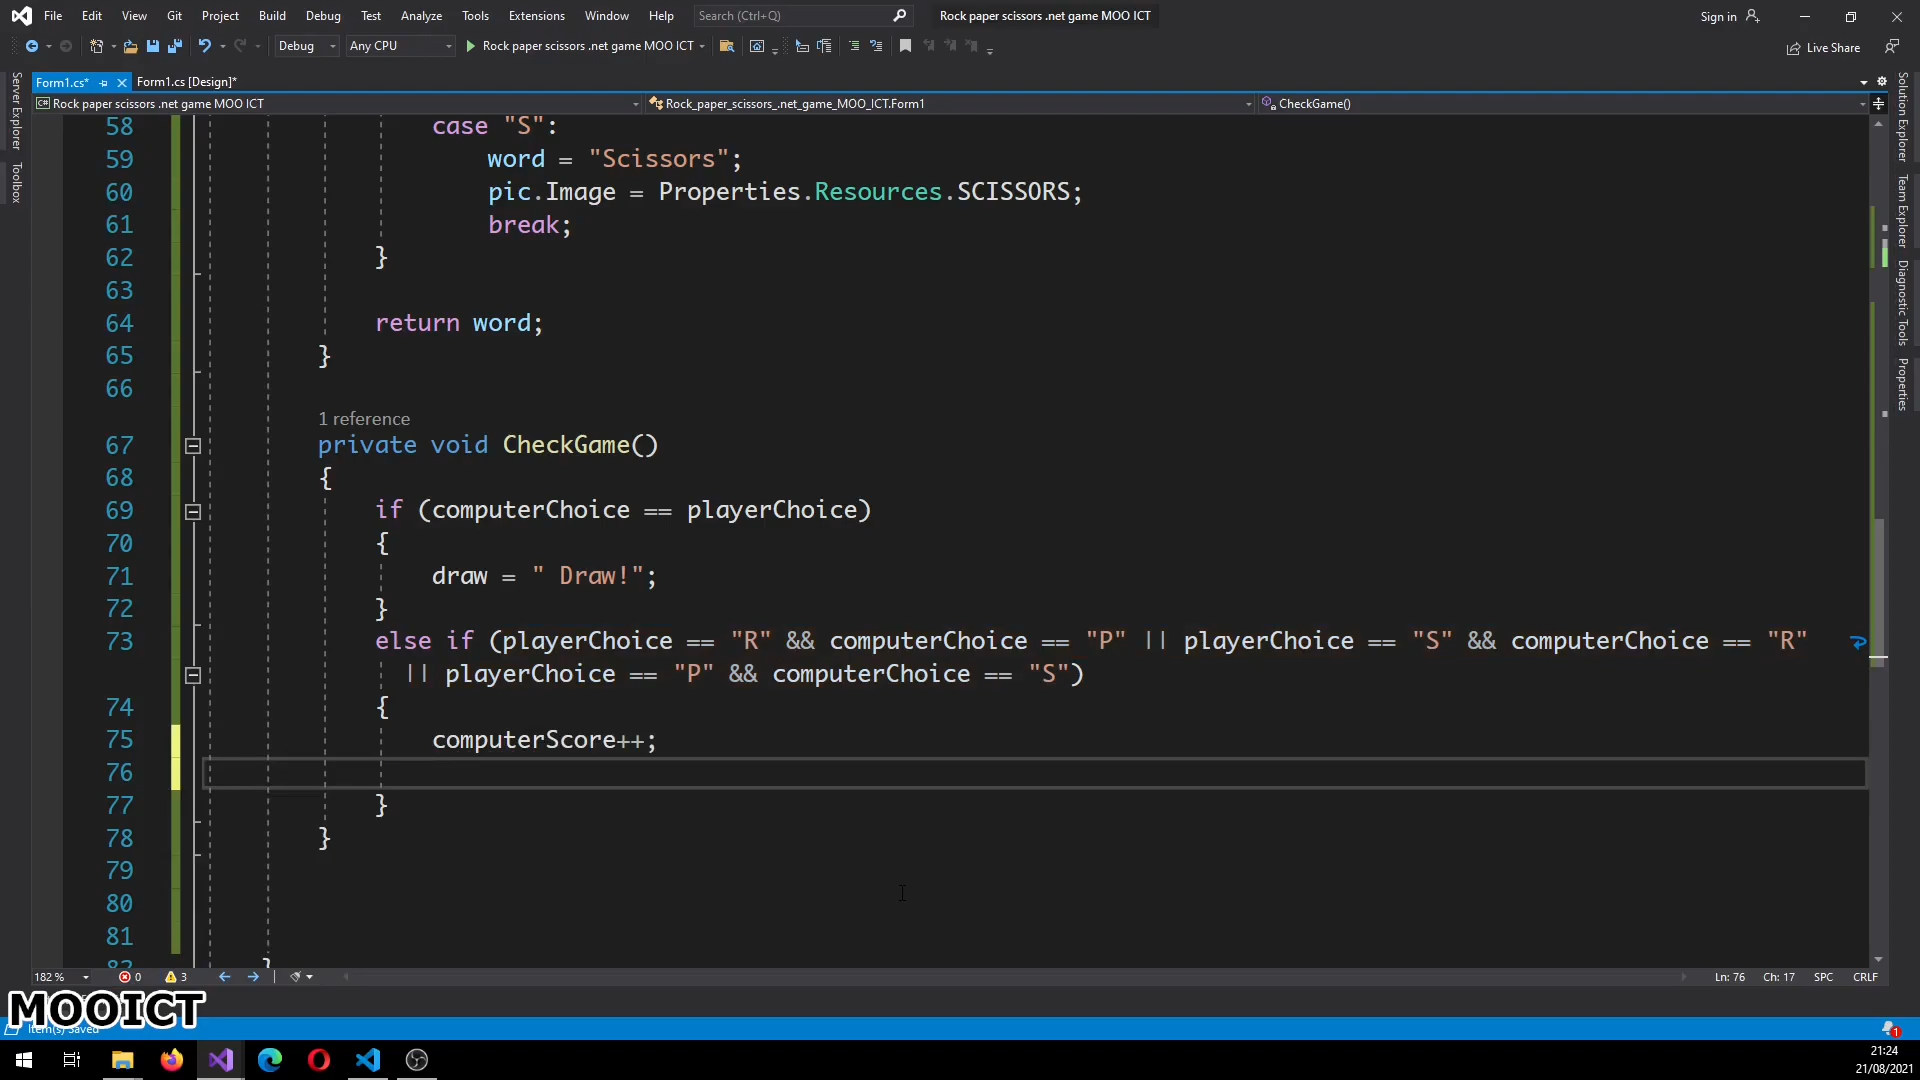 File Edit View Git Project Build Debug Test Analyze Tools Extensions Window Help Search (Ctrl+Q) Rock paper scissors .net game MOO ICT Sign in
Debug Any CPU Rock paper scissors .net game MOO ICT Live Share
Form1.cs* Form1.cs [Design]*
C# Rock paper scissors .net game MOO ICT Rock_paper_scissors_.net_game_MOO_ICT.Form1 CheckGame()
Server Explorer
Toolbox
Solution Explorer
Team Explorer
Diagnostic Tools
Properties
58 case "S":
59 word = "Scissors";
60 pic.Image = Properties.Resources.SCISSORS;
61 break;
62 }
63
64 return word;
65 }
66
1 reference
67 private void CheckGame()
68 {
69 if (computerChoice == playerChoice)
70 {
71 draw = " Draw!";
72 }
73 else if (playerChoice == "R" && computerChoice == "P" || playerChoice == "S" && computerChoice == "R"
|| playerChoice == "P" && computerChoice == "S")
74 {
75 computerScore++;
76
77 }
78 }
79
80
81
82 }
182 % 0 3 Ln: 76 Ch: 17 SPC CRLF
MOOICT
Item(s) Saved
1
21:24
21/08/2021